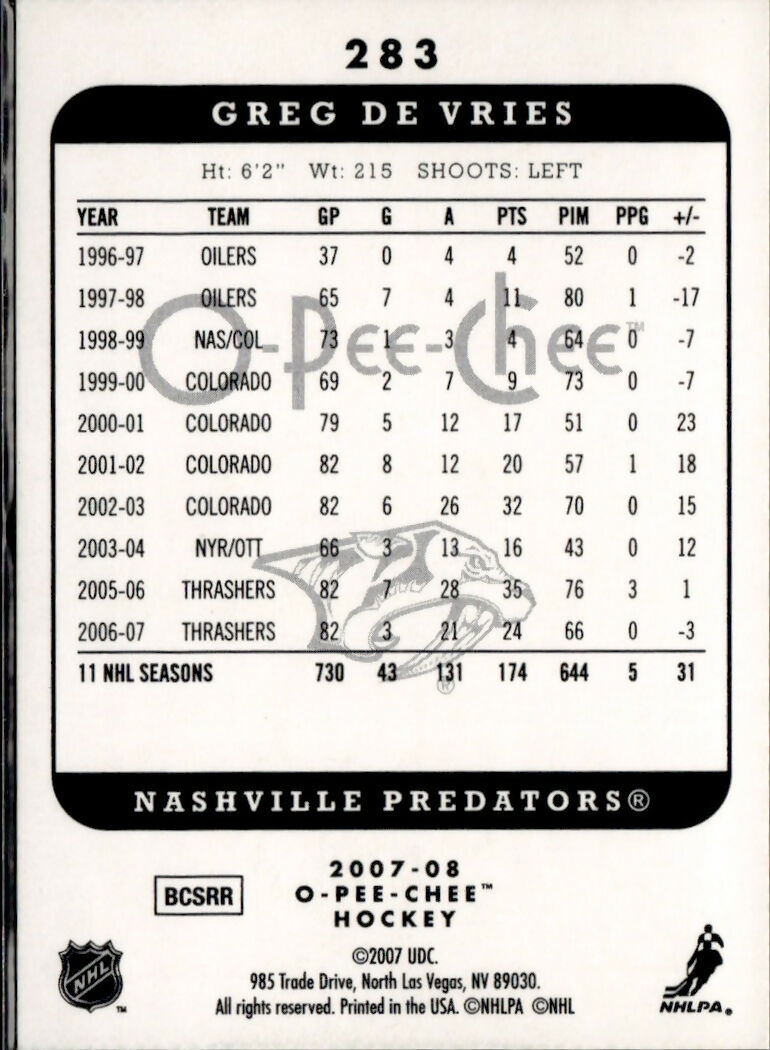 283
GREG DE VRIES
Ht: 6'2" Wt: 215 SHOOTS: LEFT
YEAR TEAM GP G A PTS PIM PPG +/-
1996-97 OILERS 37 0 4 4 52 0 -2
1997-98 OILERS 65 7 4 11 80 1 -17
1998-99 NAS/COL 73 1 3 4 64 0 -7
1999-00 COLORADO 69 2 7 9 73 0 -7
2000-01 COLORADO 79 5 12 17 51 0 23
2001-02 COLORADO 82 8 12 20 57 1 18
2002-03 COLORADO 82 6 26 32 70 0 15
2003-04 NYR/OTT 66 3 13 16 43 0 12
2005-06 THRASHERS 82 7 28 35 76 3 1
2006-07 THRASHERS 82 3 21 24 66 0 -3
11 NHL SEASONS 730 43 131 174 644 5 31
O-Pee-Chee™
®
NASHVILLE PREDATORS®
BCSRR
2007-08
O-PEE-CHEE™
HOCKEY
©2007 UDC.
985 Trade Drive, North Las Vegas, NV 89030.
All rights reserved. Printed in the USA. ©NHLPA ©NHL
NHL™
NHLPA®